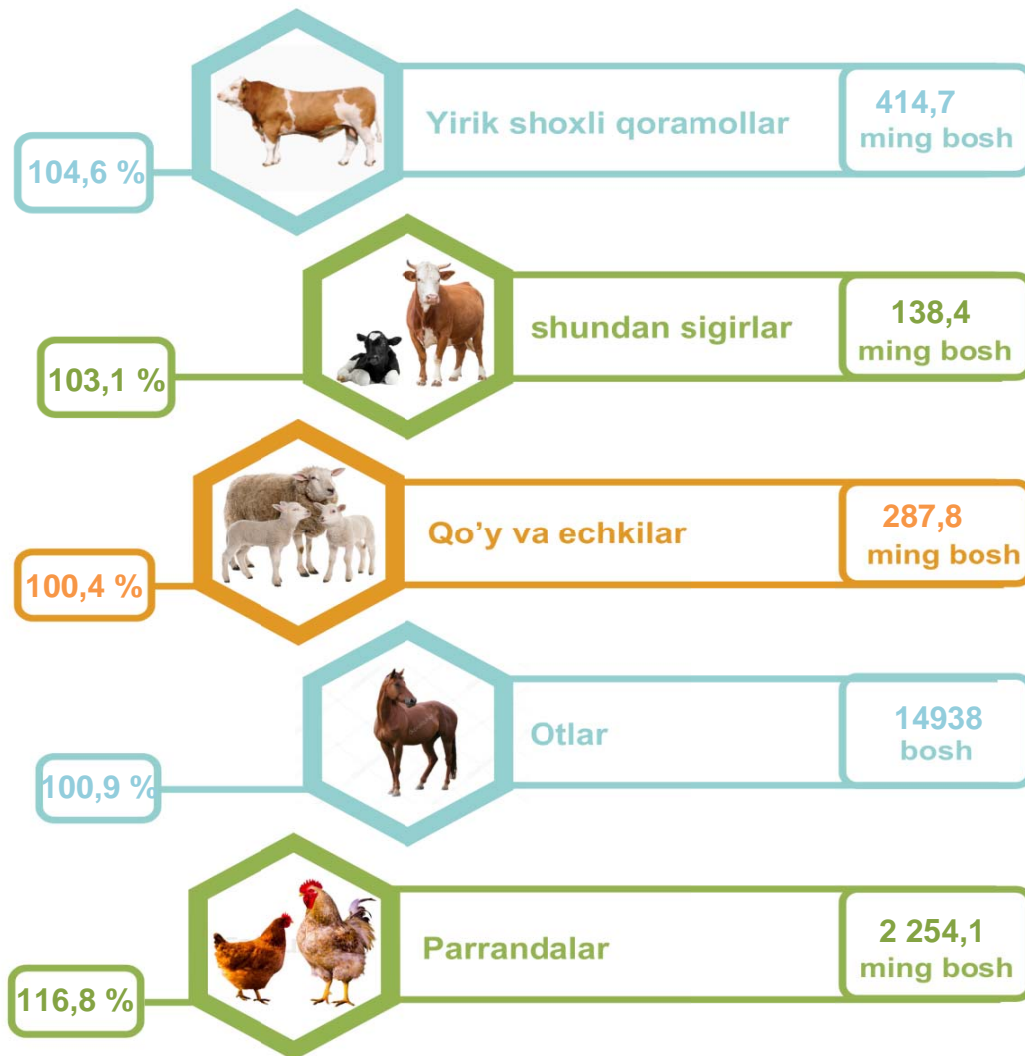 Yirik shoxli qoramollar
414,7
ming bosh
104,6 %
shundan sigirlar
138,4
ming bosh
103,1 %
Qo’y va echkilar
287,8
ming bosh
100,4 %
Otlar
14938
bosh
100,9 %
Parrandalar
2 254,1
ming bosh
116,8 %